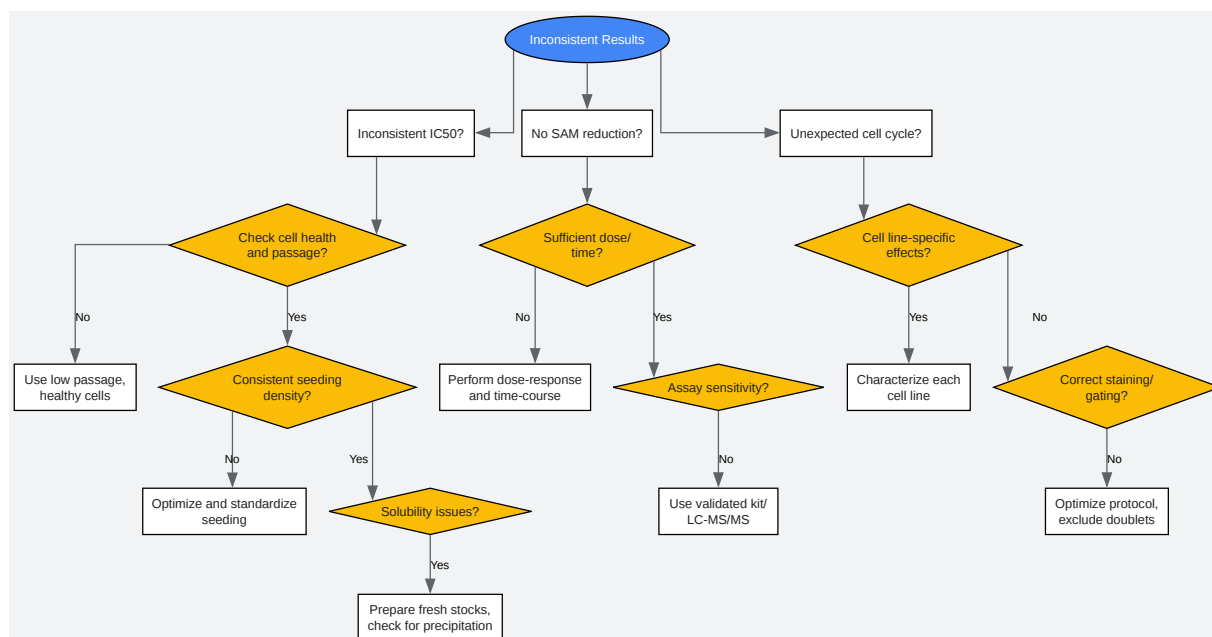 Inconsistent Results
Inconsistent IC50?
No SAM reduction?
Unexpected cell cycle?
Check cell health
and passage?
Sufficient dose/
time?
Cell line-specific
effects?
No
Yes
No
Yes
Yes
No
Use low passage,
healthy cells
Consistent seeding
density?
Perform dose-response
and time-course
Assay sensitivity?
Characterize each
cell line
Correct staining/
gating?
No
Yes
No
No
Optimize and standardize
seeding
Solubility issues?
Use validated kit/
LC-MS/MS
Optimize protocol,
exclude doublets
Yes
Prepare fresh stocks,
check for precipitation